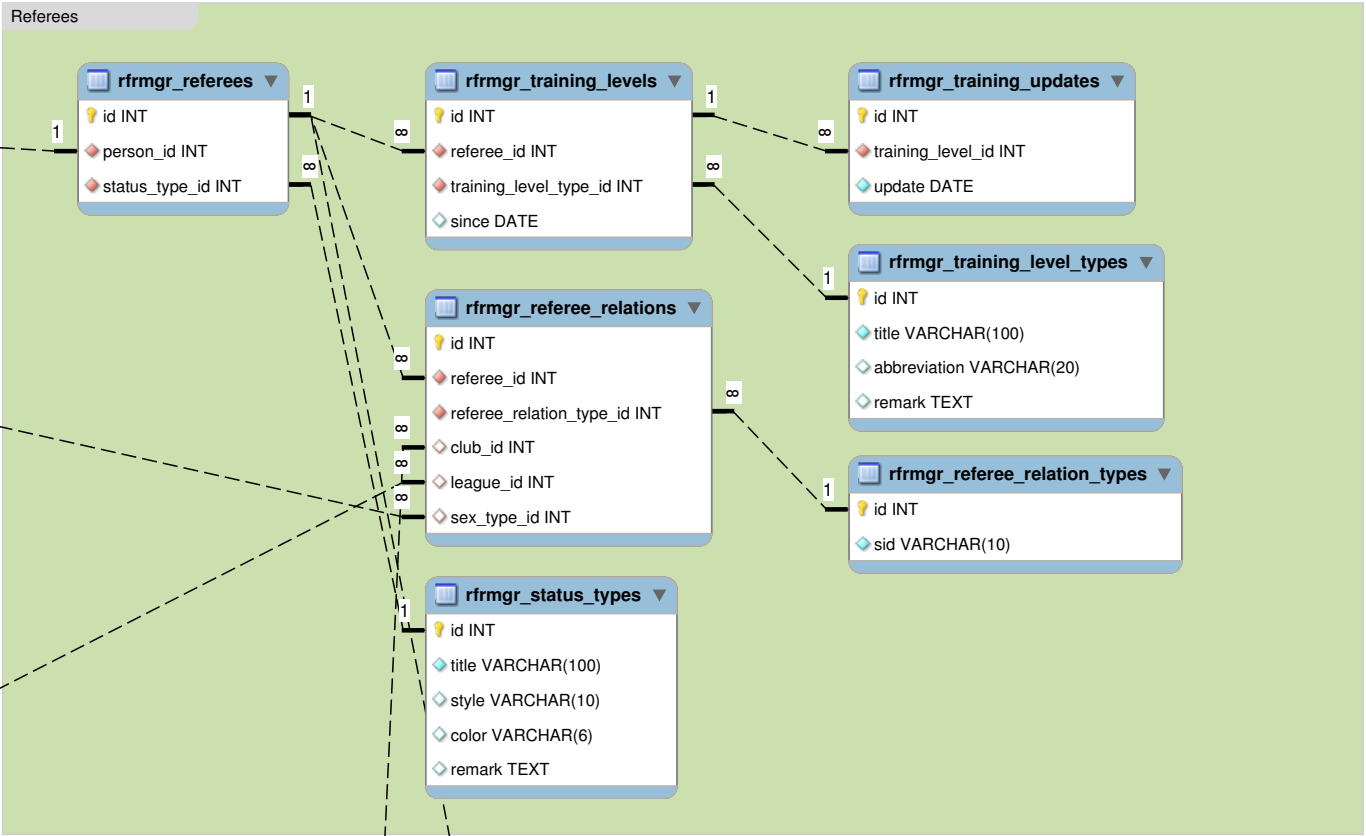 Referees
rfrmgr_referees
id INT
person_id INT
status_type_id INT
1
1
∞
rfrmgr_training_levels
id INT
referee_id INT
training_level_type_id INT
since DATE
∞
1
∞
rfrmgr_training_updates
id INT
training_level_id INT
update DATE
∞
rfrmgr_training_level_types
id INT
title VARCHAR(100)
abbreviation VARCHAR(20)
remark TEXT
1
rfrmgr_referee_relations
id INT
referee_id INT
referee_relation_type_id INT
club_id INT
league_id INT
sex_type_id INT
∞
∞
∞
∞
∞
rfrmgr_referee_relation_types
id INT
sid VARCHAR(10)
1
rfrmgr_status_types
id INT
title VARCHAR(100)
style VARCHAR(10)
color VARCHAR(6)
remark TEXT
1